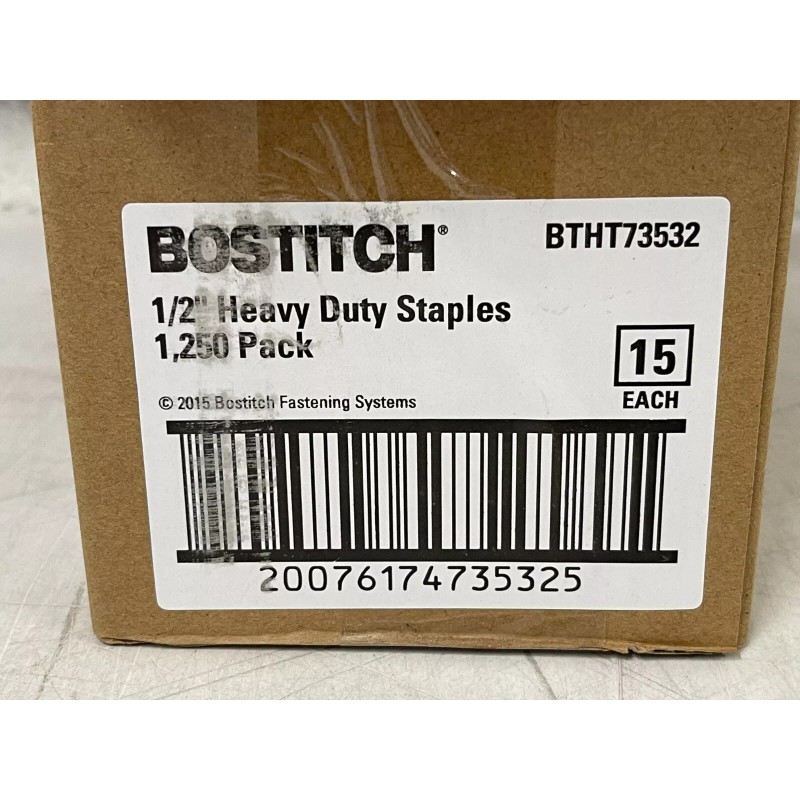 BOSTITCH®
BTHT73532
1/2" Heavy Duty Staples
1,250 Pack
15
EACH
© 2015 Bostitch Fastening Systems
20076174735325